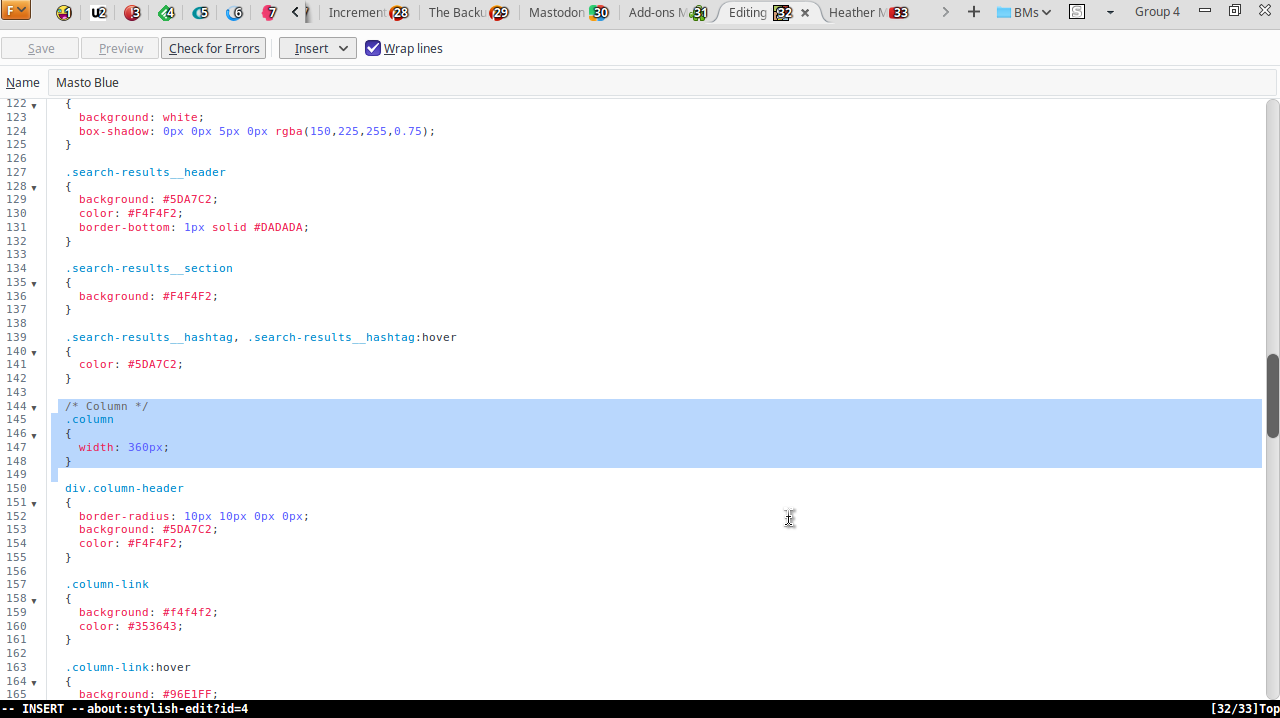 F 1 u2 3 4 5 6 7 Increment 28 The Backu 29 Mastodon 30 Add-ons M 31 Editing 32 Heather M 33 BMs Group 4
Save Preview Check for Errors Insert Wrap lines
Name Masto Blue
122 {
123 background: white;
124 box-shadow: 0px 0px 5px 0px rgba(150,225,255,0.75);
125 }
126
127 .search-results__header
128 {
129 background: #5DA7C2;
130 color: #F4F4F2;
131 border-bottom: 1px solid #DADADA;
132 }
133
134 .search-results__section
135 {
136 background: #F4F4F2;
137 }
138
139 .search-results__hashtag, .search-results__hashtag:hover
140 {
141 color: #5DA7C2;
142 }
143
144 /* Column */
145 .column
146 {
147 width: 360px;
148 }
149
150 div.column-header
151 {
152 border-radius: 10px 10px 0px 0px;
153 background: #5DA7C2;
154 color: #F4F4F2;
155 }
156
157 .column-link
158 {
159 background: #f4f4f2;
160 color: #353643;
161 }
162
163 .column-link:hover
164 {
165 background: #96E1FF;
-- INSERT -- about:stylish-edit?id=4 [32/33]Top